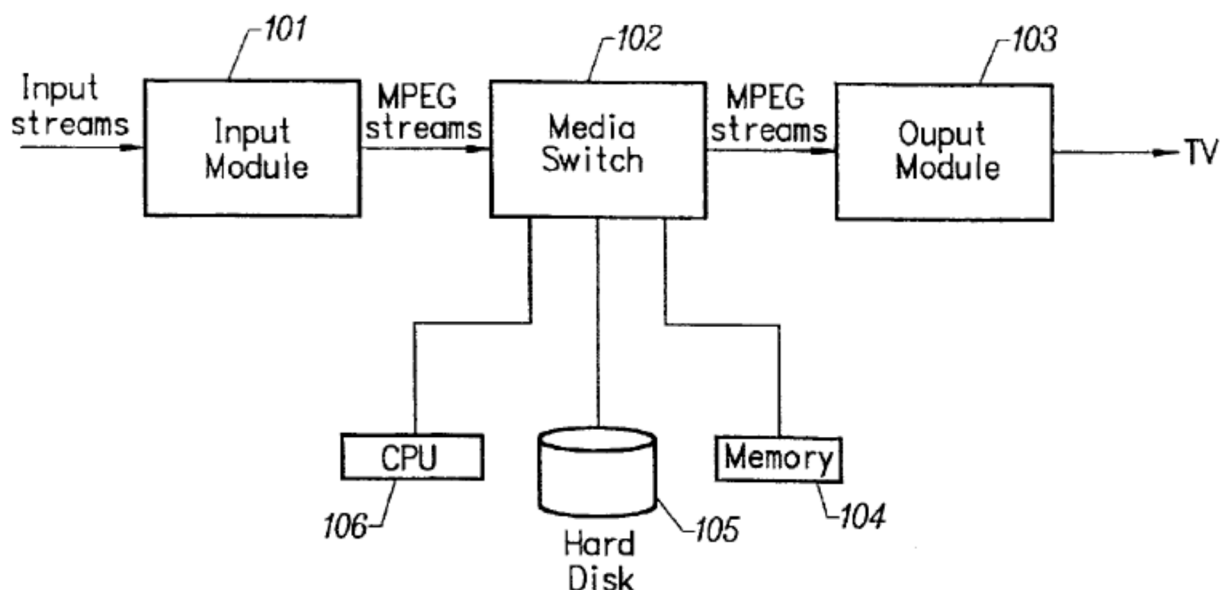 101
102
103
Input
streams
Input
Module
MPEG
streams
Media
Switch
MPEG
streams
Ouput
Module
TV
CPU
Memory
106
105
104
Hard
Disk